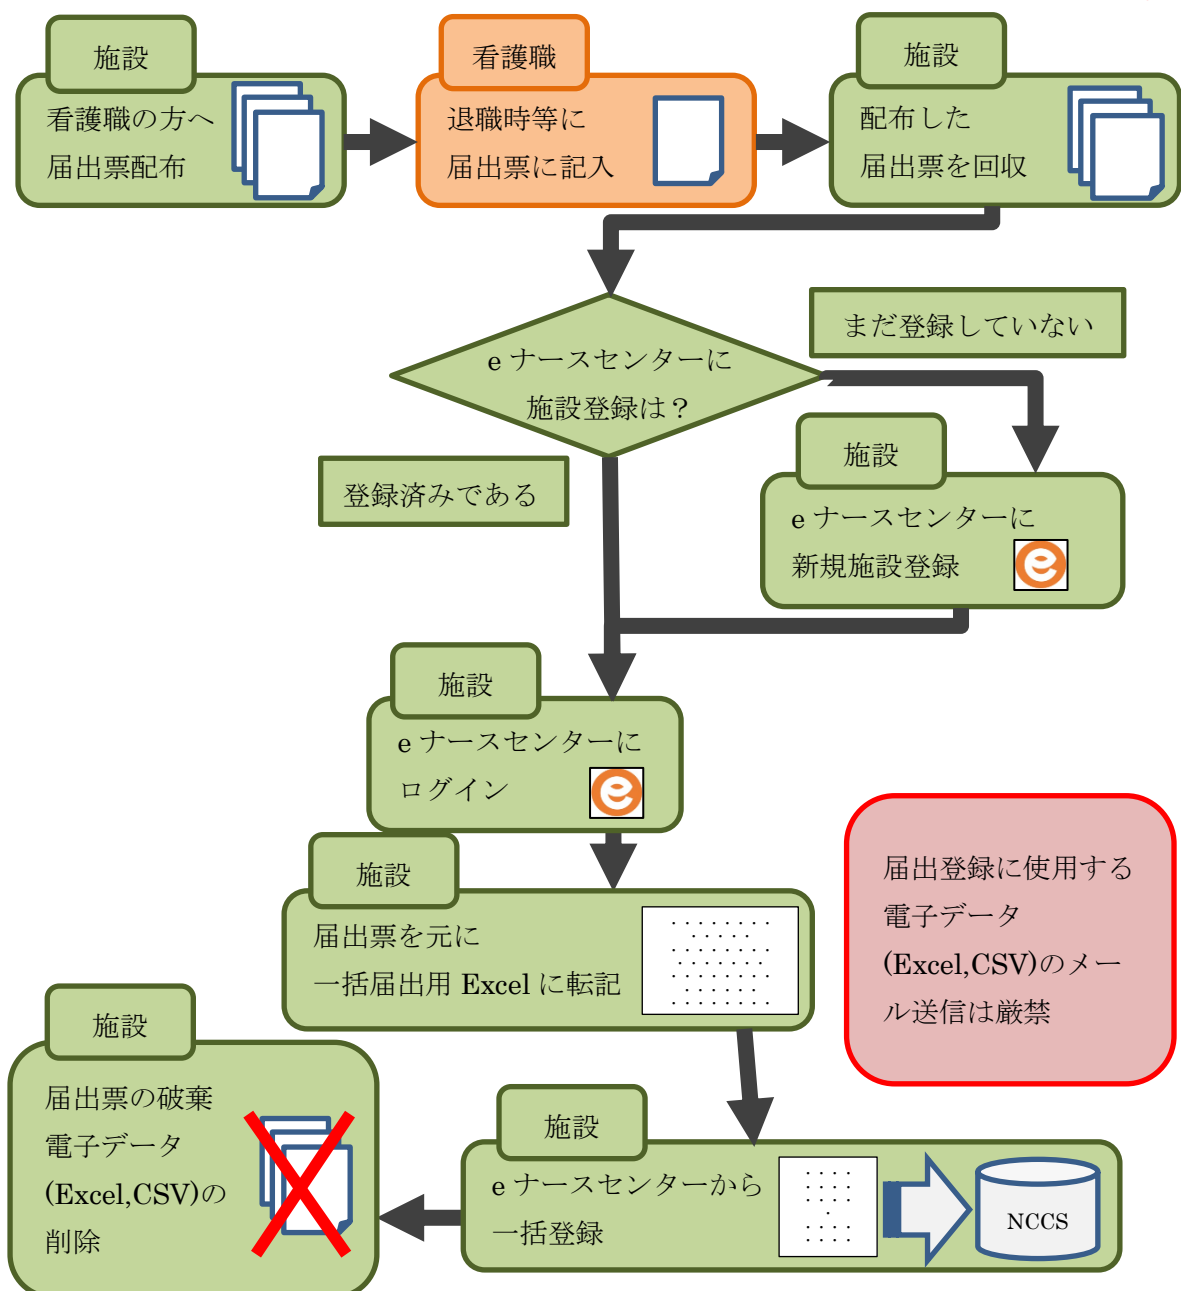 施設
看護職の方へ
届出票配布
看護職
退職時等に
届出票に記入
施設
配布した
届出票を回収
e ナースセンターに
施設登録は？
まだ登録していない
登録済みである
施設
e ナースセンターに
新規施設登録
e
施設
e ナースセンターに
ログイン
e
施設
届出票を元に
一括届出用 Excel に転記
届出登録に使用する
電子データ
(Excel,CSV)のメー
ル送信は厳禁
施設
e ナースセンターから
一括登録
NCCS
施設
届出票の破棄
電子データ
(Excel,CSV)の
削除